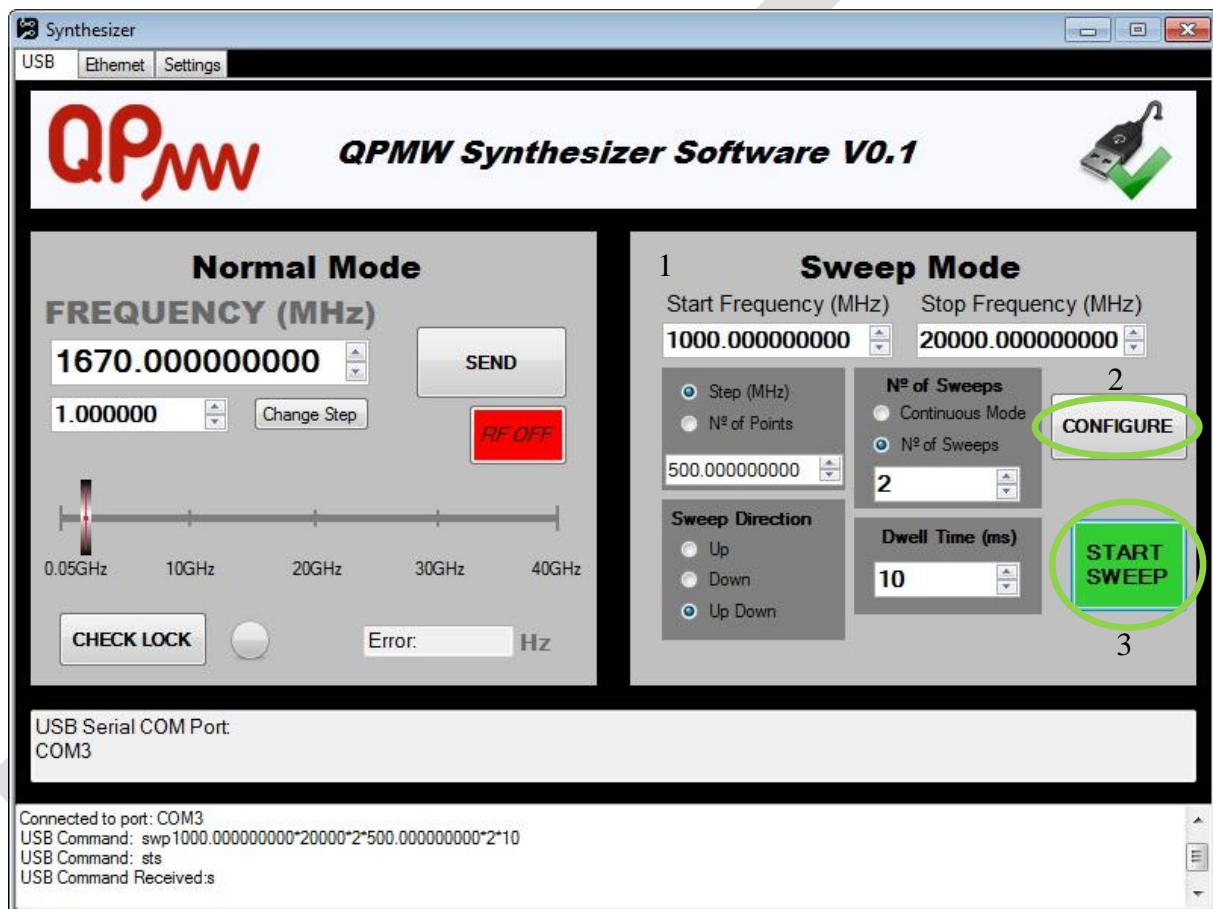 Synthesizer
USB Ethernet Settings
QPMW QPMW Synthesizer Software V0.1
Normal Mode
FREQUENCY (MHz)
1670.000000000
SEND
1.000000
Change Step
RF OFF
0.05GHz 10GHz 20GHz 30GHz 40GHz
CHECK LOCK
Error:
Hz
1
Sweep Mode
Start Frequency (MHz) Stop Frequency (MHz)
1000.000000000 20000.000000000
Step (MHz)
Nº of Points
500.000000000
Nº of Sweeps
Continuous Mode
Nº of Sweeps
2
2
CONFIGURE
Sweep Direction
Up
Down
Up Down
Dwell Time (ms)
10
START
SWEEP
3
USB Serial COM Port:
COM3
Connected to port: COM3
USB Command: swp1000.000000000*20000*2*500.000000000*2*10
USB Command: sts
USB Command Received:s